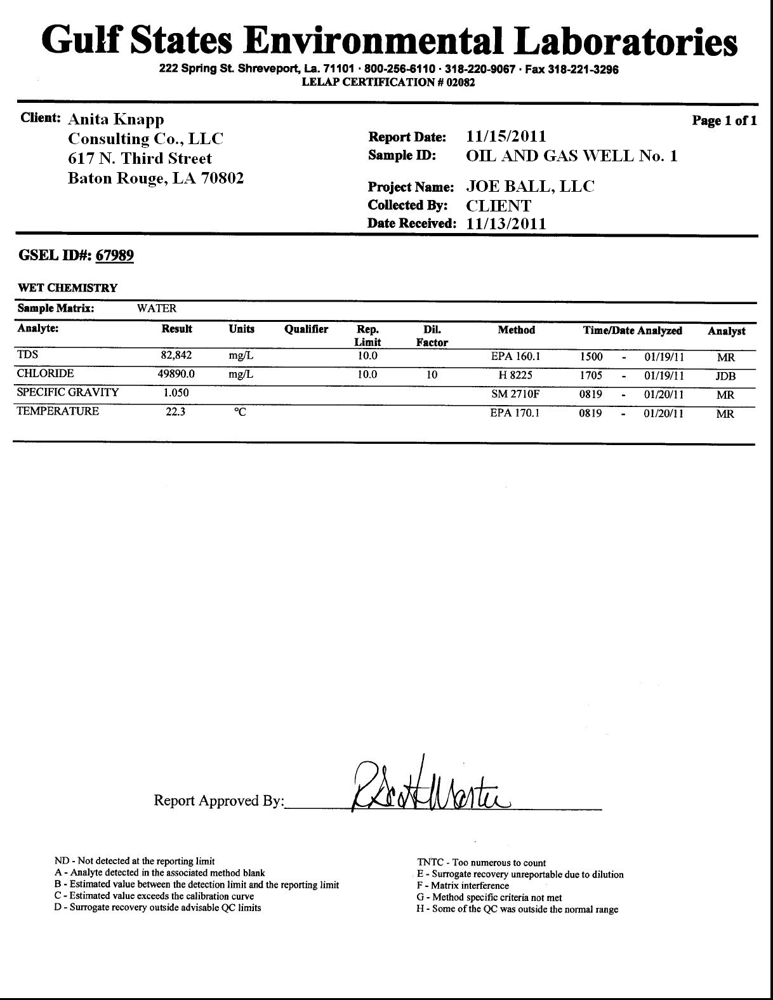 Gulf States Environmental Laboratories
222 Spring St. Shreveport, La. 71101 · 800-256-6110 · 318-220-9067 · Fax 318-221-3296
LELAP CERTIFICATION # 02082
Client: Anita Knapp
Consulting Co., LLC
617 N. Third Street
Baton Rouge, LA 70802
Page 1 of 1
Report Date: 11/15/2011
Sample ID: OIL AND GAS WELL No. 1
Project Name: JOE BALL, LLC
Collected By: CLIENT
Date Received: 11/13/2011
GSEL ID#: 67989
WET CHEMISTRY
Sample Matrix: WATER
Analyte: Result Units Qualifier Rep. Limit Dil. Factor Method Time/Date Analyzed Analyst
TDS 82,842 mg/L 10.0 EPA 160.1 1500 - 01/19/11 MR
CHLORIDE 49890.0 mg/L 10.0 10 H 8225 1705 - 01/19/11 JDB
SPECIFIC GRAVITY 1.050 SM 2710F 0819 - 01/20/11 MR
TEMPERATURE 22.3 °C EPA 170.1 0819 - 01/20/11 MR
Report Approved By: R Scott Martin
ND - Not detected at the reporting limit
A - Analyte detected in the associated method blank
B - Estimated value between the detection limit and the reporting limit
C - Estimated value exceeds the calibration curve
D - Surrogate recovery outside advisable QC limits
TNTC - Too numerous to count
E - Surrogate recovery unreportable due to dilution
F - Matrix interference
G - Method specific criteria not met
H - Some of the QC was outside the normal range